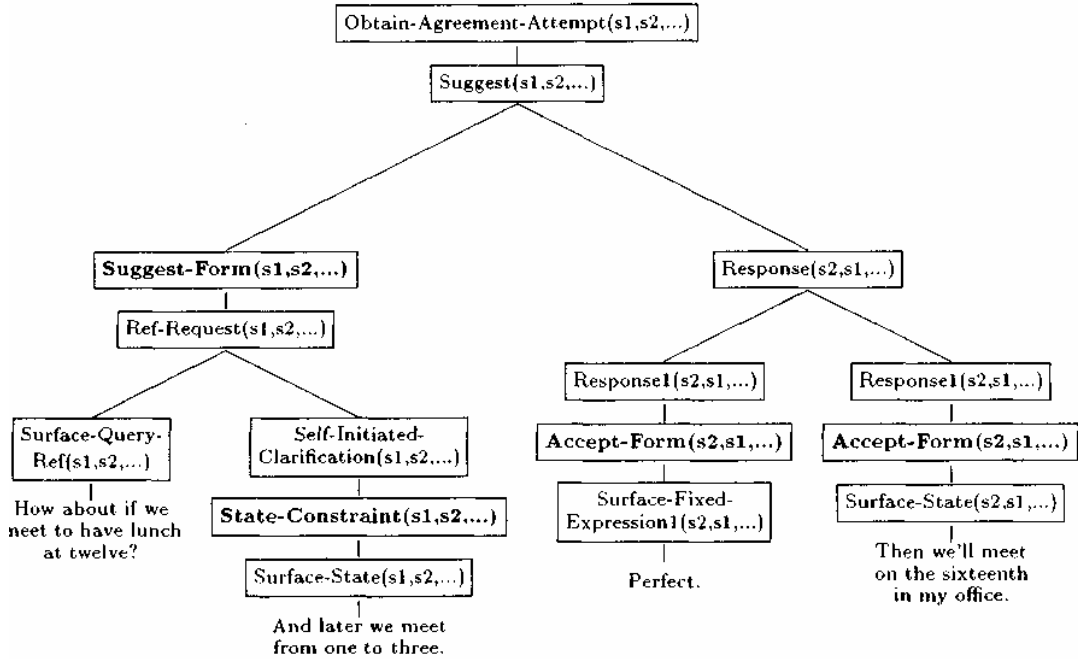 Obtain-Agreement-Attempt(s1,s2,...)
Suggest(s1,s2,...)
Suggest-Form(s1,s2,...)
Response(s2,s1,...)
Ref-Request(s1,s2,...)
Response1(s2,s1,...)
Response1(s2,s1,...)
Surface-Query-
Ref(s1,s2,...)
Self-Initiated-
Clarification(s1,s2,...)
Accept-Form(s2,s1,...)
Accept-Form(s2,s1,...)
How about if we
meet to have lunch
at twelve?
State-Constraint(s1,s2,...)
Surface-Fixed-
Expression1(s2,s1,...)
Surface-State(s2,s1,...)
Surface-State(s1,s2,...)
Perfect.
Then we'll meet
on the sixteenth
in my office.
And later we meet
from one to three.